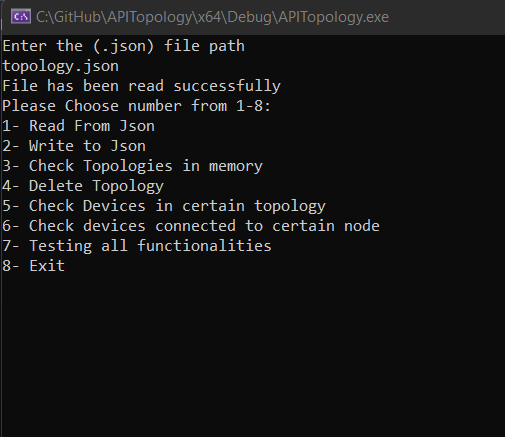 C:\GitHub\APITopology\x64\Debug\APITopology.exe
Enter the (.json) file path
topology.json
File has been read successfully
Please Choose number from 1-8:
1- Read From Json
2- Write to Json
3- Check Topologies in memory
4- Delete Topology
5- Check Devices in certain topology
6- Check devices connected to certain node
7- Testing all functionalities
8- Exit